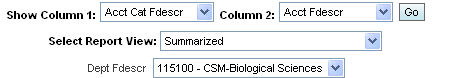 Show Column 1: Acct Cat Fdescr Column 2: Acct Fdescr Go
Select Report View: Summarized
Dept Fdescr 115100 - CSM-Biological Sciences